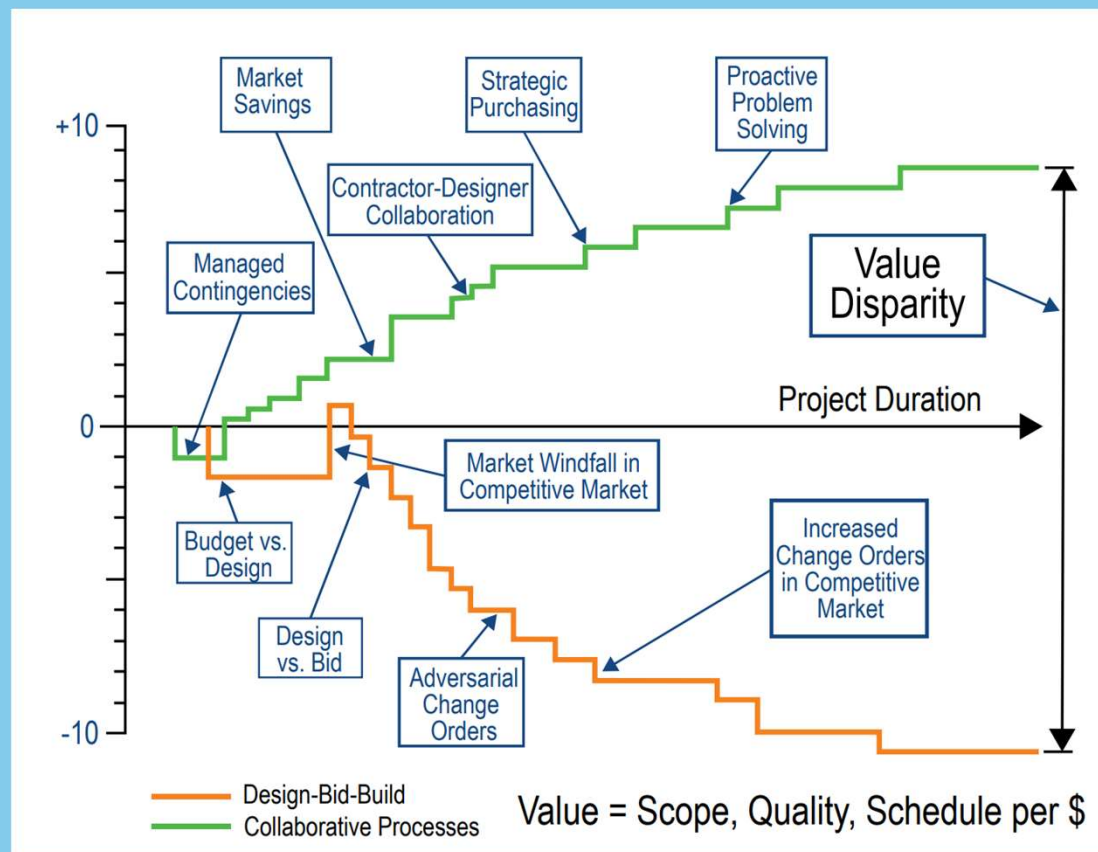 Market
Savings
Strategic
Purchasing
Proactive
Problem
Solving
+10
Contractor-Designer
Collaboration
Managed
Contingencies
Value
Disparity
Project Duration
0
Market Windfall in
Competitive Market
Budget vs.
Design
Increased
Change Orders
in Competitive
Market
Design
vs. Bid
Adversarial
Change
Orders
-10
Design-Bid-Build
Collaborative Processes
Value = Scope, Quality, Schedule per $